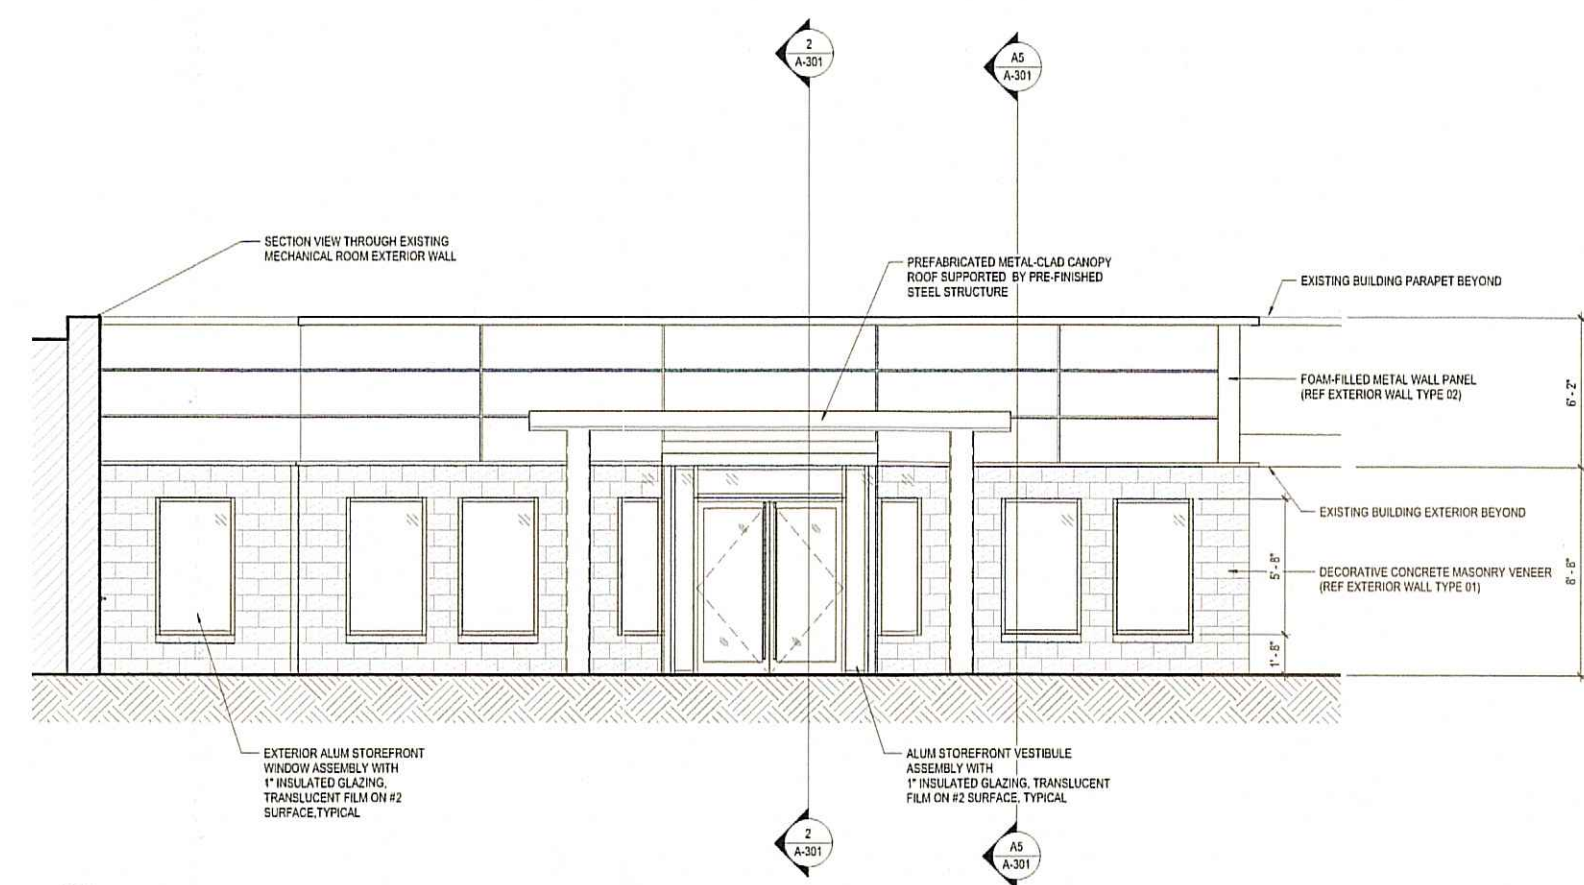 2
A-301
A5
A-301
SECTION VIEW THROUGH EXISTING
MECHANICAL ROOM EXTERIOR WALL
PREFABRICATED METAL-CLAD CANOPY
ROOF SUPPORTED BY PRE-FINISHED
STEEL STRUCTURE
EXISTING BUILDING PARAPET BEYOND
FOAM-FILLED METAL WALL PANEL
(REF EXTERIOR WALL TYPE 02)
6'-2"
EXISTING BUILDING EXTERIOR BEYOND
DECORATIVE CONCRETE MASONRY VENEER
(REF EXTERIOR WALL TYPE 01)
5'-8"
1'-8"
8'-8"
EXTERIOR ALUM STOREFRONT
WINDOW ASSEMBLY WITH
1" INSULATED GLAZING,
TRANSLUCENT FILM ON #2
SURFACE,TYPICAL
ALUM STOREFRONT VESTIBULE
ASSEMBLY WITH
1" INSULATED GLAZING, TRANSLUCENT
FILM ON #2 SURFACE, TYPICAL
2
A-301
A5
A-301